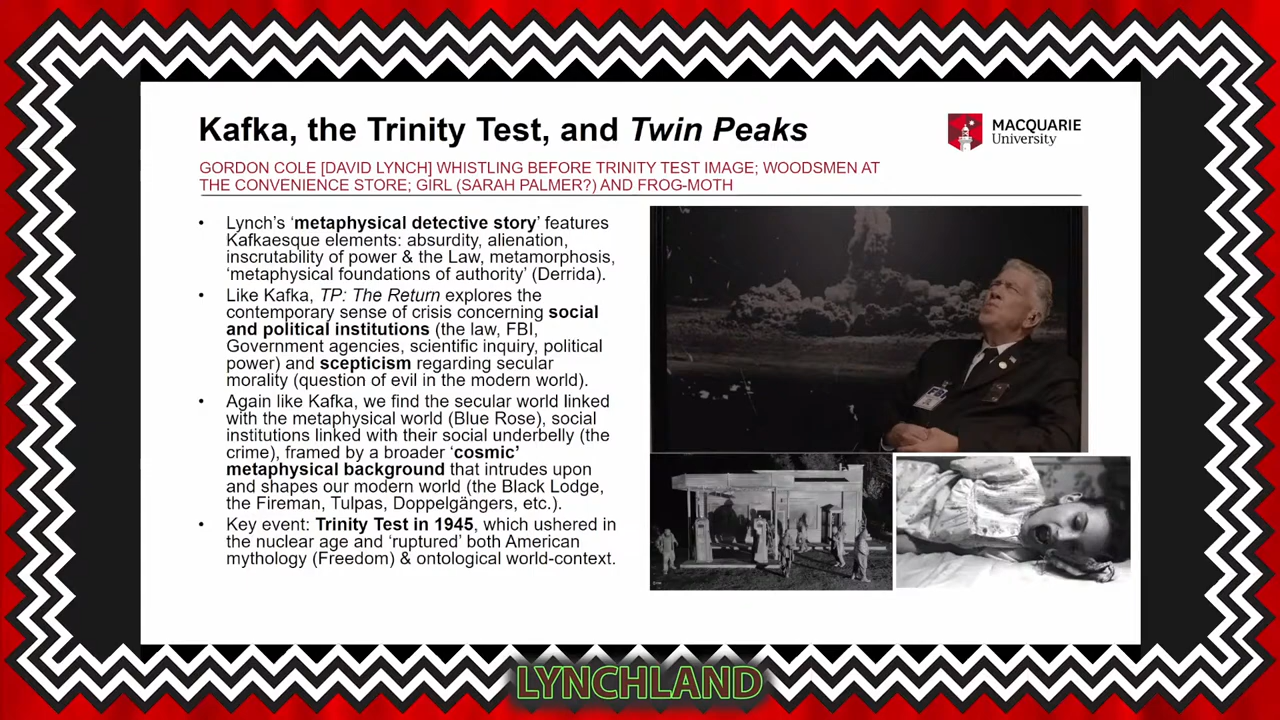 Kafka, the Trinity Test, and Twin Peaks
MACQUARIE
University
GORDON COLE [DAVID LYNCH] WHISTLING BEFORE TRINITY TEST IMAGE; WOODSMEN AT
THE CONVENIENCE STORE; GIRL (SARAH PALMER?) AND FROG-MOTH
• Lynch's ‘metaphysical detective story’ features
Kafkaesque elements: absurdity, alienation,
inscrutability of power & the Law, metamorphosis,
‘metaphysical foundations of authority’ (Derrida).
• Like Kafka, TP: The Return explores the
contemporary sense of crisis concerning social
and political institutions (the law, FBI,
Government agencies, scientific inquiry, political
power) and scepticism regarding secular
morality (question of evil in the modern world).
• Again like Kafka, we find the secular world linked
with the metaphysical world (Blue Rose), social
institutions linked with their social underbelly (the
crime), framed by a broader ‘cosmic’
metaphysical background that intrudes upon
and shapes our modern world (the Black Lodge,
the Fireman, Tulpas, Doppelgängers, etc.).
• Key event: Trinity Test in 1945, which ushered in
the nuclear age and ‘ruptured’ both American
mythology (Freedom) & ontological world-context.
FBI
LYNCHLAND